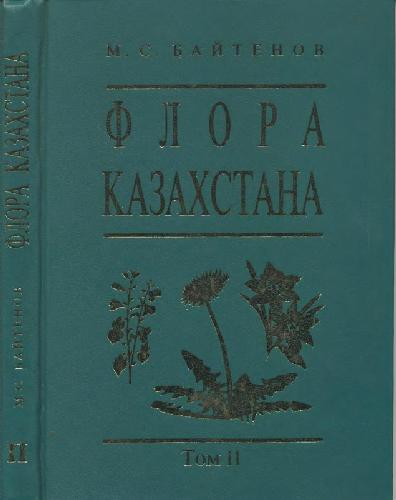 М. С. БАЙТЕНОВ
ФЛОРА
КАЗАХСТАНА
Том II
ФЛОРА КАЗАХСТАНА
М. С. БАЙТЕНОВ
II